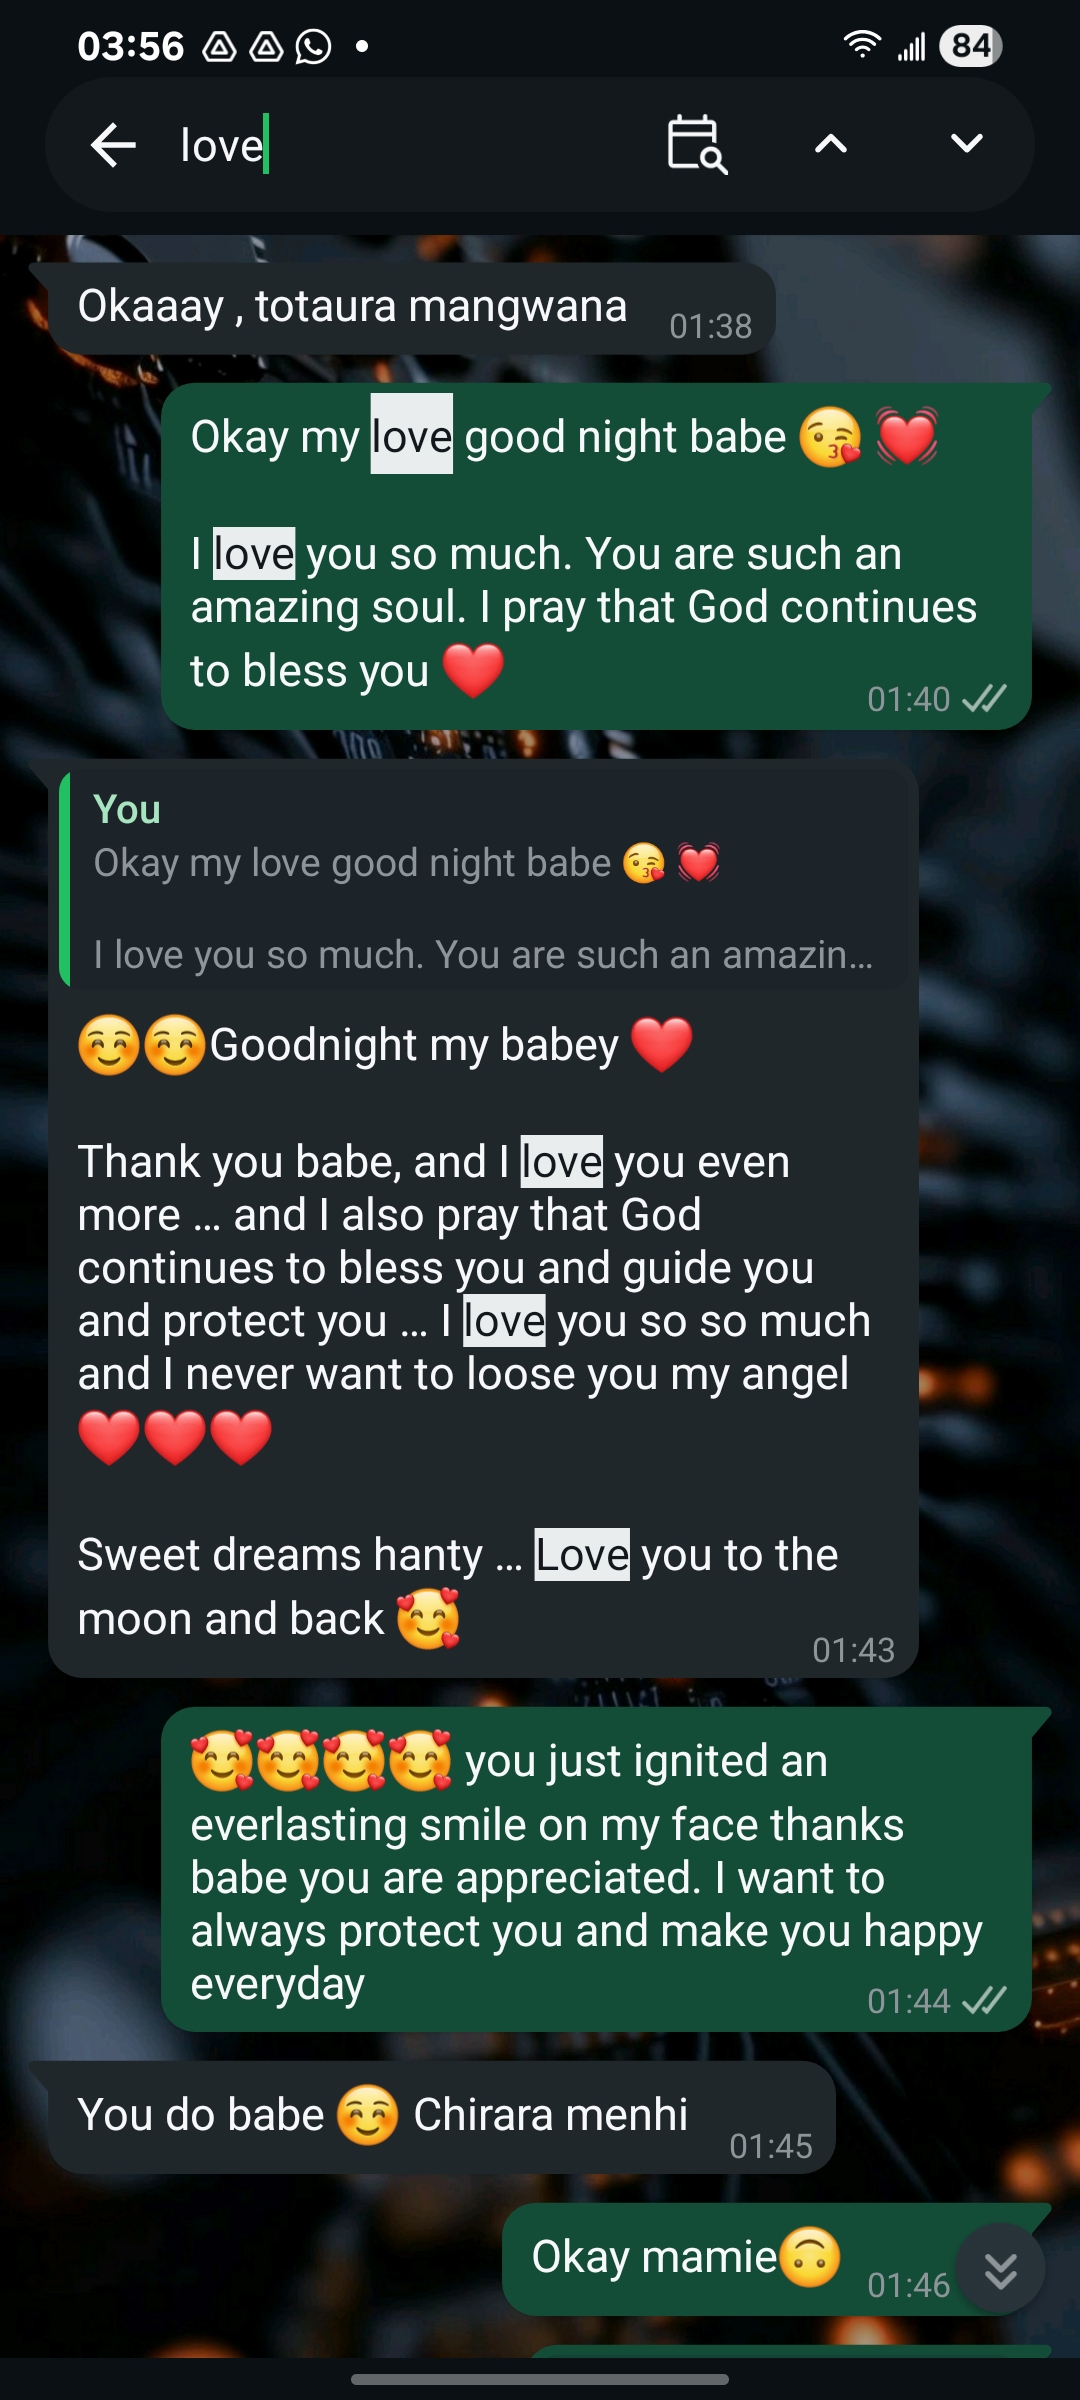 03:56
84
love
Okaaay , totaura mangwana
01:38
Okay my love good night babe 😘 💓
I love you so much. You are such an
amazing soul. I pray that God continues
to bless you ❤️
01:40
You
Okay my love good night babe 😘 💓
I love you so much. You are such an amazin...
☺️☺️Goodnight my babey ❤️
Thank you babe, and I love you even
more ... and I also pray that God
continues to bless you and guide you
and protect you ... I love you so so much
and I never want to loose you my angel
❤️❤️❤️
Sweet dreams hanty ... Love you to the
moon and back 🥰
01:43
🥰🥰🥰🥰 you just ignited an
everlasting smile on my face thanks
babe you are appreciated. I want to
always protect you and make you happy
everyday
01:44
You do babe ☺️ Chirara menhi
01:45
Okay mamie🙃
01:46